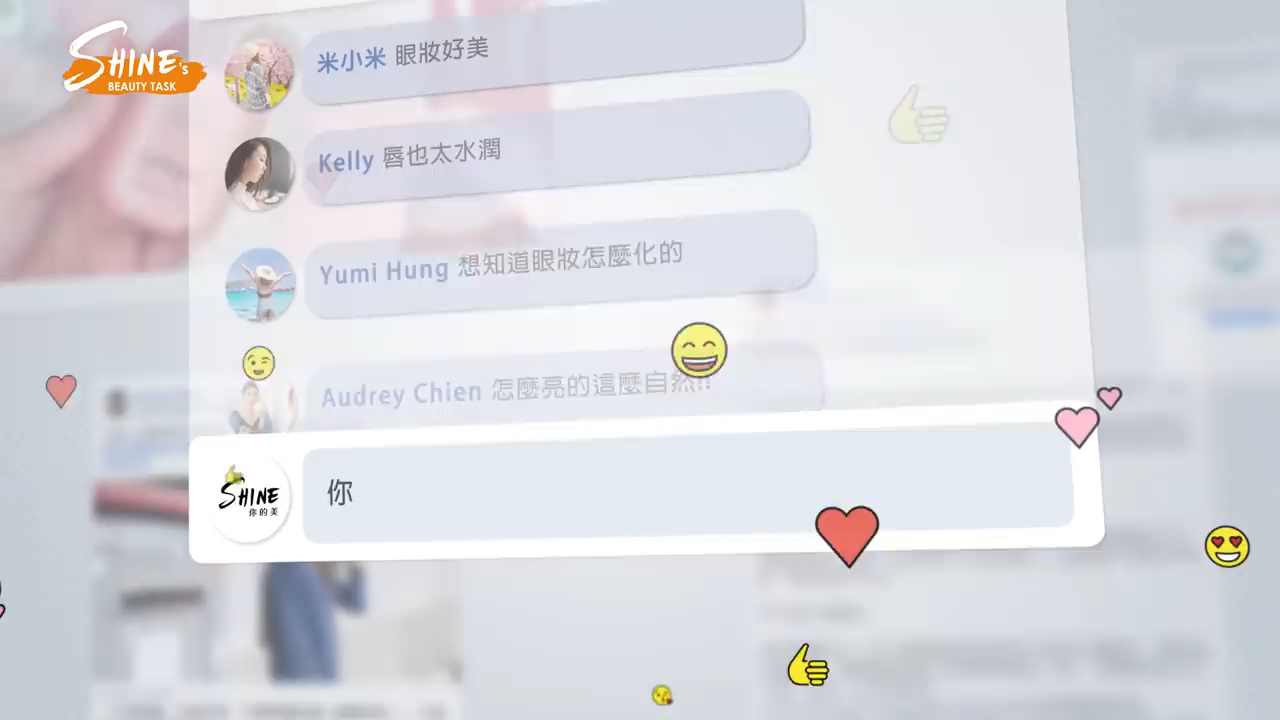 SHINE's
BEAUTY TASK
米小米 眼妝好美
Kelly 唇也太水潤
Yumi Hung 想知道眼妝怎麼化的
Audrey Chien 怎麼亮的這麼自然!!
SHINE
你的美
你